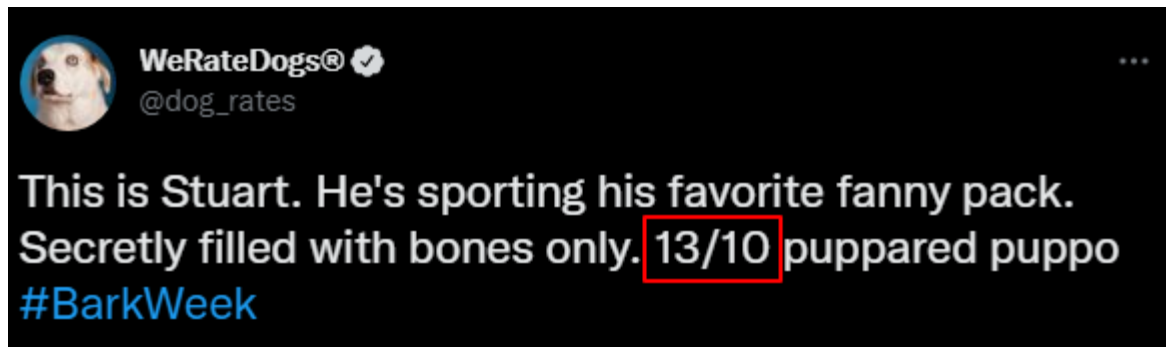 WeRateDogs®
@dog_rates
This is Stuart. He's sporting his favorite fanny pack.
Secretly filled with bones only. 13/10 puppared puppo
#BarkWeek